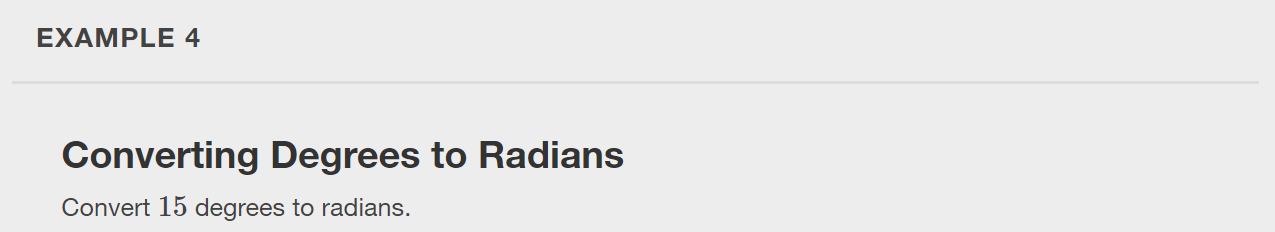 EXAMPLE 4
Converting Degrees to Radians
Convert 15 degrees to radians.